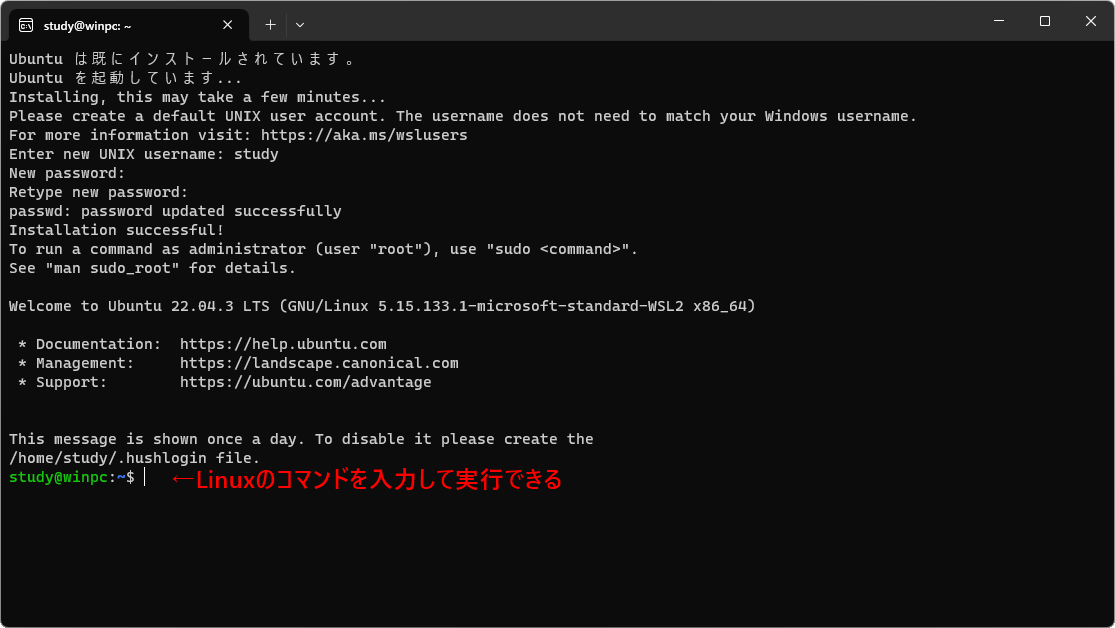 study@winpc: ~
Ubuntu は既にインストールされています。
Ubuntu を起動しています...
Installing, this may take a few minutes...
Please create a default UNIX user account. The username does not need to match your Windows username.
For more information visit: https://aka.ms/wslusers
Enter new UNIX username: study
New password:
Retype new password:
passwd: password updated successfully
Installation successful!
To run a command as administrator (user "root"), use "sudo <command>".
See "man sudo_root" for details.
Welcome to Ubuntu 22.04.3 LTS (GNU/Linux 5.15.133.1-microsoft-standard-WSL2 x86_64)
* Documentation:  https://help.ubuntu.com
* Management:     https://landscape.canonical.com
* Support:        https://ubuntu.com/advantage
This message is shown once a day. To disable it please create the
/home/study/.hushlogin file.
study@winpc:~$ ←Linuxのコマンドを入力して実行できる